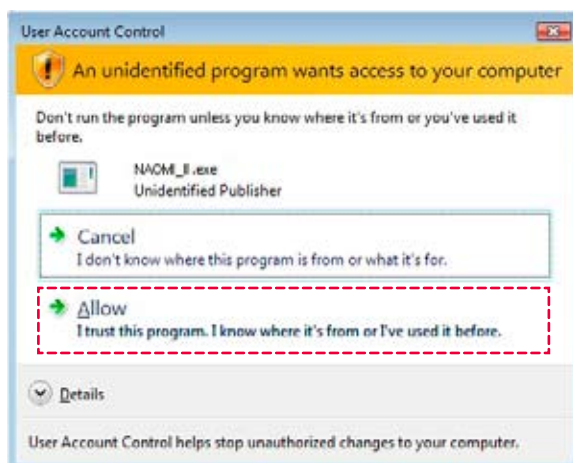 User Account Control
An unidentified program wants access to your computer
Don't run the program unless you know where it's from or you've used it
before.
NAOMI_II.exe
Unidentified Publisher
Cancel
I don't know where this program is from or what it's for.
Allow
I trust this program. I know where it's from or I've used it before.
Details
User Account Control helps stop unauthorized changes to your computer.